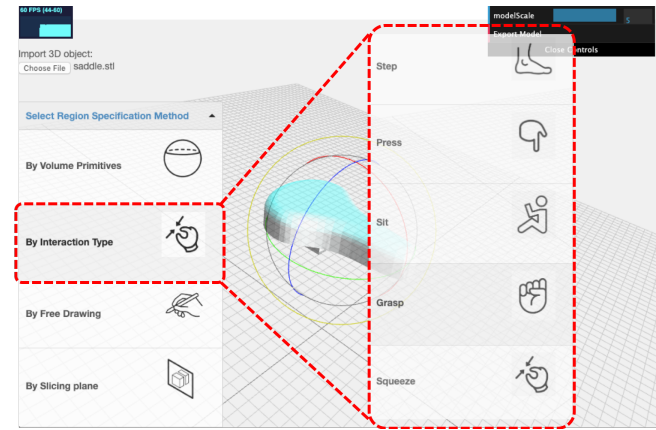 60 FPS (44-60)
modelScale
5
Export Model
Close Controls
Import 3D object:
Choose File saddle.stl
Select Region Specification Method
By Volume Primitives
By Interaction Type
By Free Drawing
By Slicing plane
Step
Press
Sit
Grasp
Squeeze